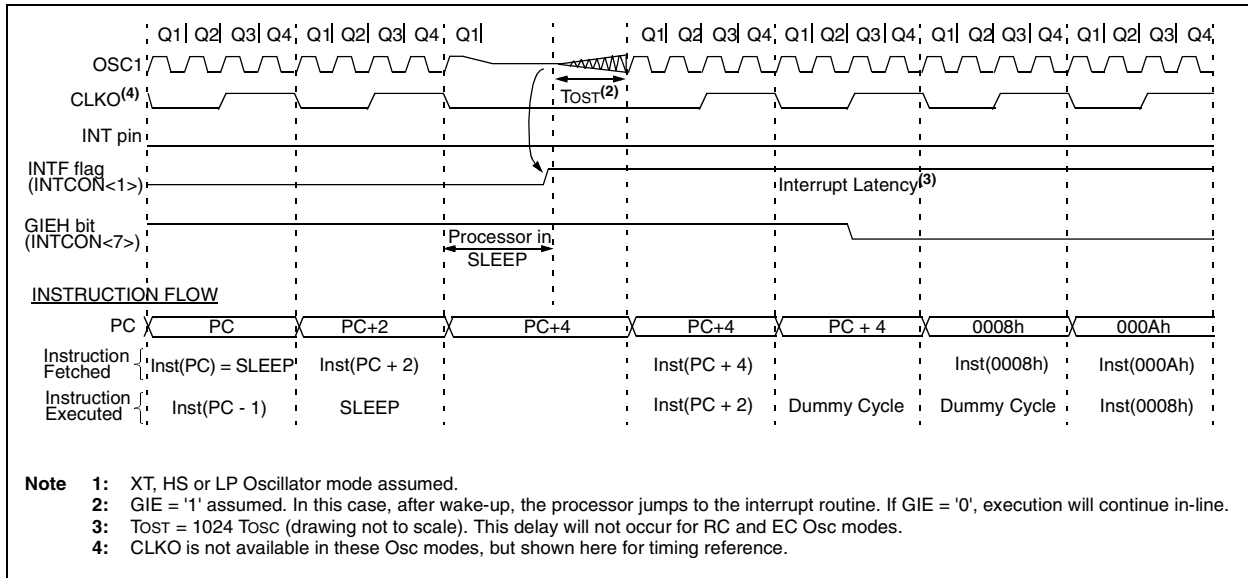 Q1 Q2 Q3 Q4 Q1 Q2 Q3 Q4 Q1 Q1 Q2 Q3 Q4 Q1 Q2 Q3 Q4 Q1 Q2 Q3 Q4 Q1 Q2 Q3 Q4
OSC1
CLKO(4)
TOST(2)
INT pin
INTF flag
(INTCON<1>)
Interrupt Latency(3)
GIEH bit
(INTCON<7>)
Processor in
SLEEP
INSTRUCTION FLOW
PC PC PC+2 PC+4 PC+4 PC + 4 0008h 000Ah
Instruction
Fetched
Inst(PC) = SLEEP Inst(PC + 2) Inst(PC + 4) Inst(0008h) Inst(000Ah)
Instruction
Executed
Inst(PC - 1) SLEEP Inst(PC + 2) Dummy Cycle Dummy Cycle Inst(0008h)
Note 1: XT, HS or LP Oscillator mode assumed.
2: GIE = '1' assumed. In this case, after wake-up, the processor jumps to the interrupt routine. If GIE = '0', execution will continue in-line.
3: TOST = 1024 TOSC (drawing not to scale). This delay will not occur for RC and EC Osc modes.
4: CLKO is not available in these Osc modes, but shown here for timing reference.